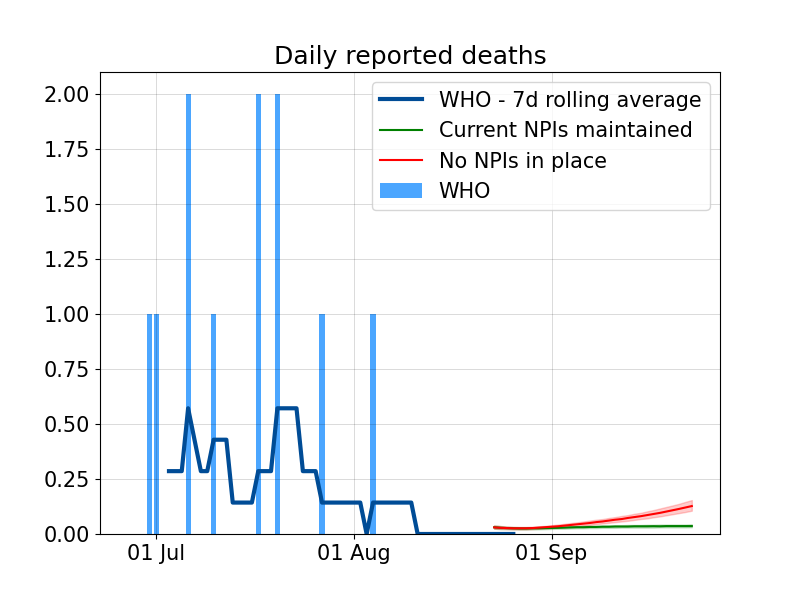 Daily reported deaths
2.00
1.75
1.50
1.25
1.00
0.75
0.50
0.25
0.00
WHO - 7d rolling average
Current NPIs maintained
No NPIs in place
WHO
01 Jul
01 Aug
01 Sep